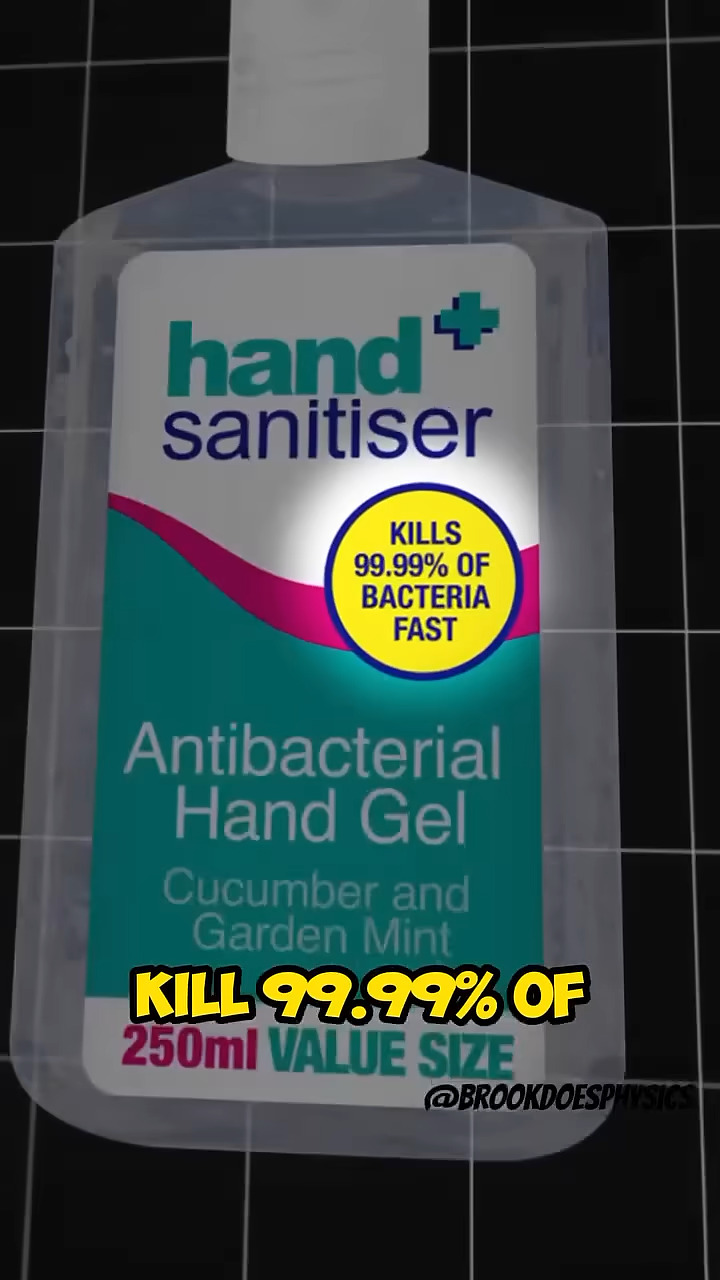 hand
sanitiser
KILLS
99.99% OF
BACTERIA
FAST
Antibacterial
Hand Gel
Cucumber and
Garden Mint
KILL 99.99% OF
250ml VALUE SIZE
@BROOKDOESPHYSICS